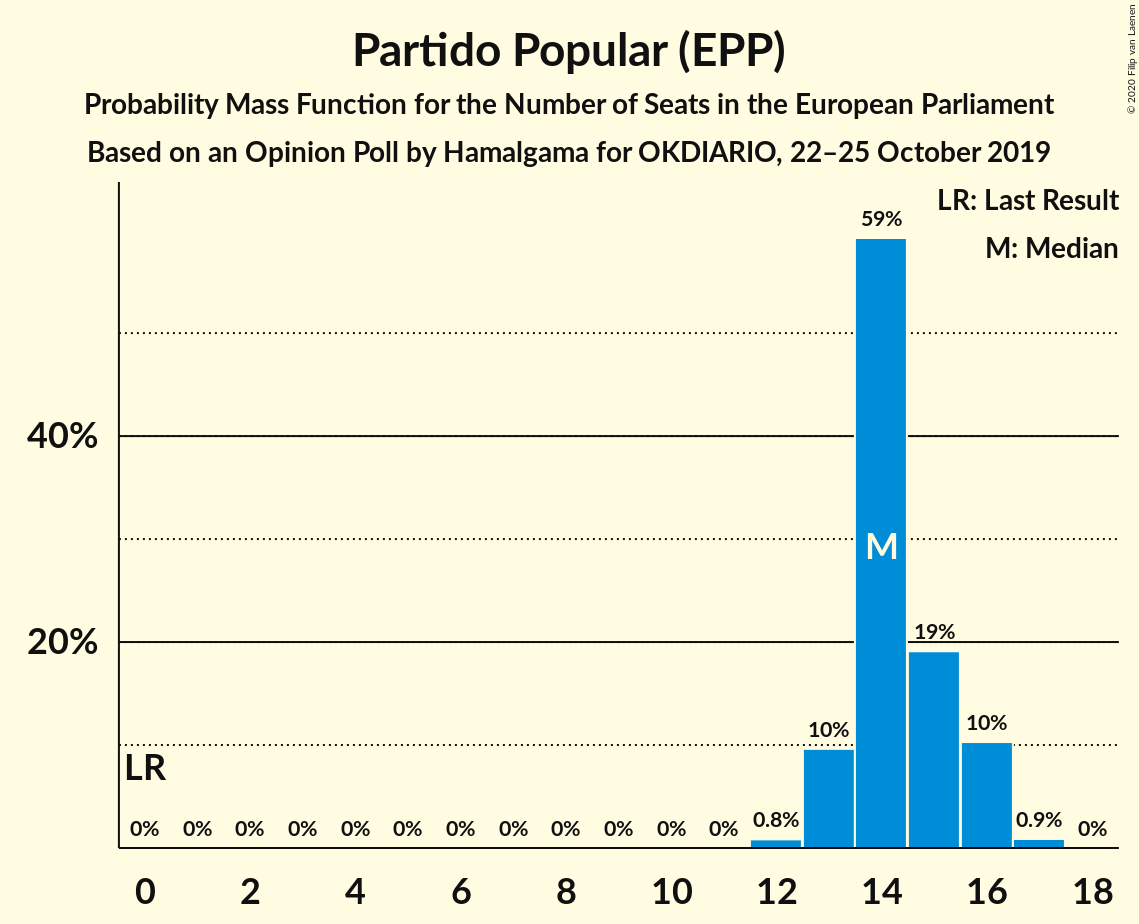 Partido Popular (EPP)
Probability Mass Function for the Number of Seats in the European Parliament
Based on an Opinion Poll by Hamalgama for OKDIARIO, 22–25 October 2019
© 2020 Filip van Laenen
LR: Last Result
M: Median
59%
40%
M
20%
19%
10%
10%
LR
0% 0% 0% 0% 0% 0% 0% 0% 0% 0% 0% 0% 0.8% 0.9% 0%
0 2 4 6 8 10 12 14 16 18